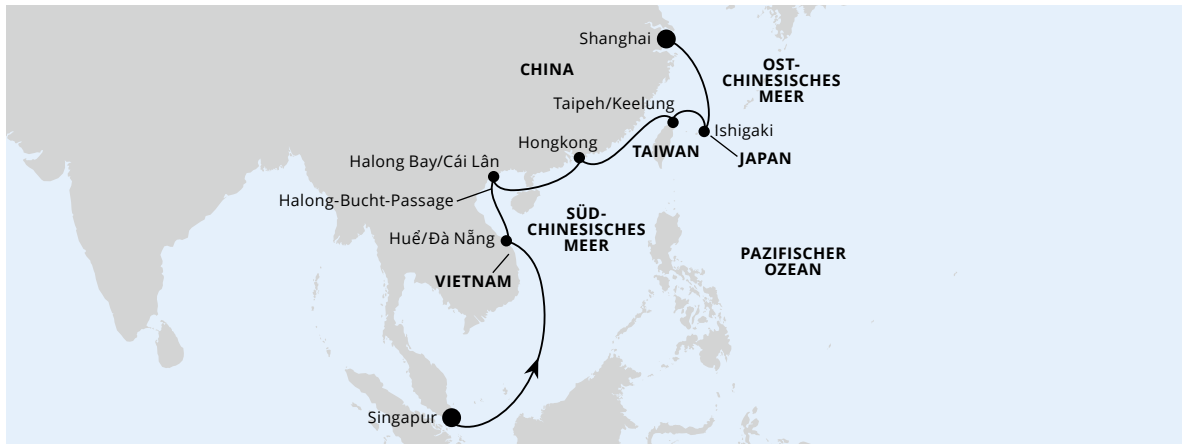 Shanghai
CHINA
OST-
CHINESISCHES
MEER
Taipeh/Keelung
Ishigaki
Hongkong
TAIWAN
JAPAN
Halong Bay/Cái Lân
Halong-Bucht-Passage
SÜD-
CHINESISCHES
MEER
Huế/Đà Nẵng
PAZIFISCHER
OZEAN
VIETNAM
Singapur